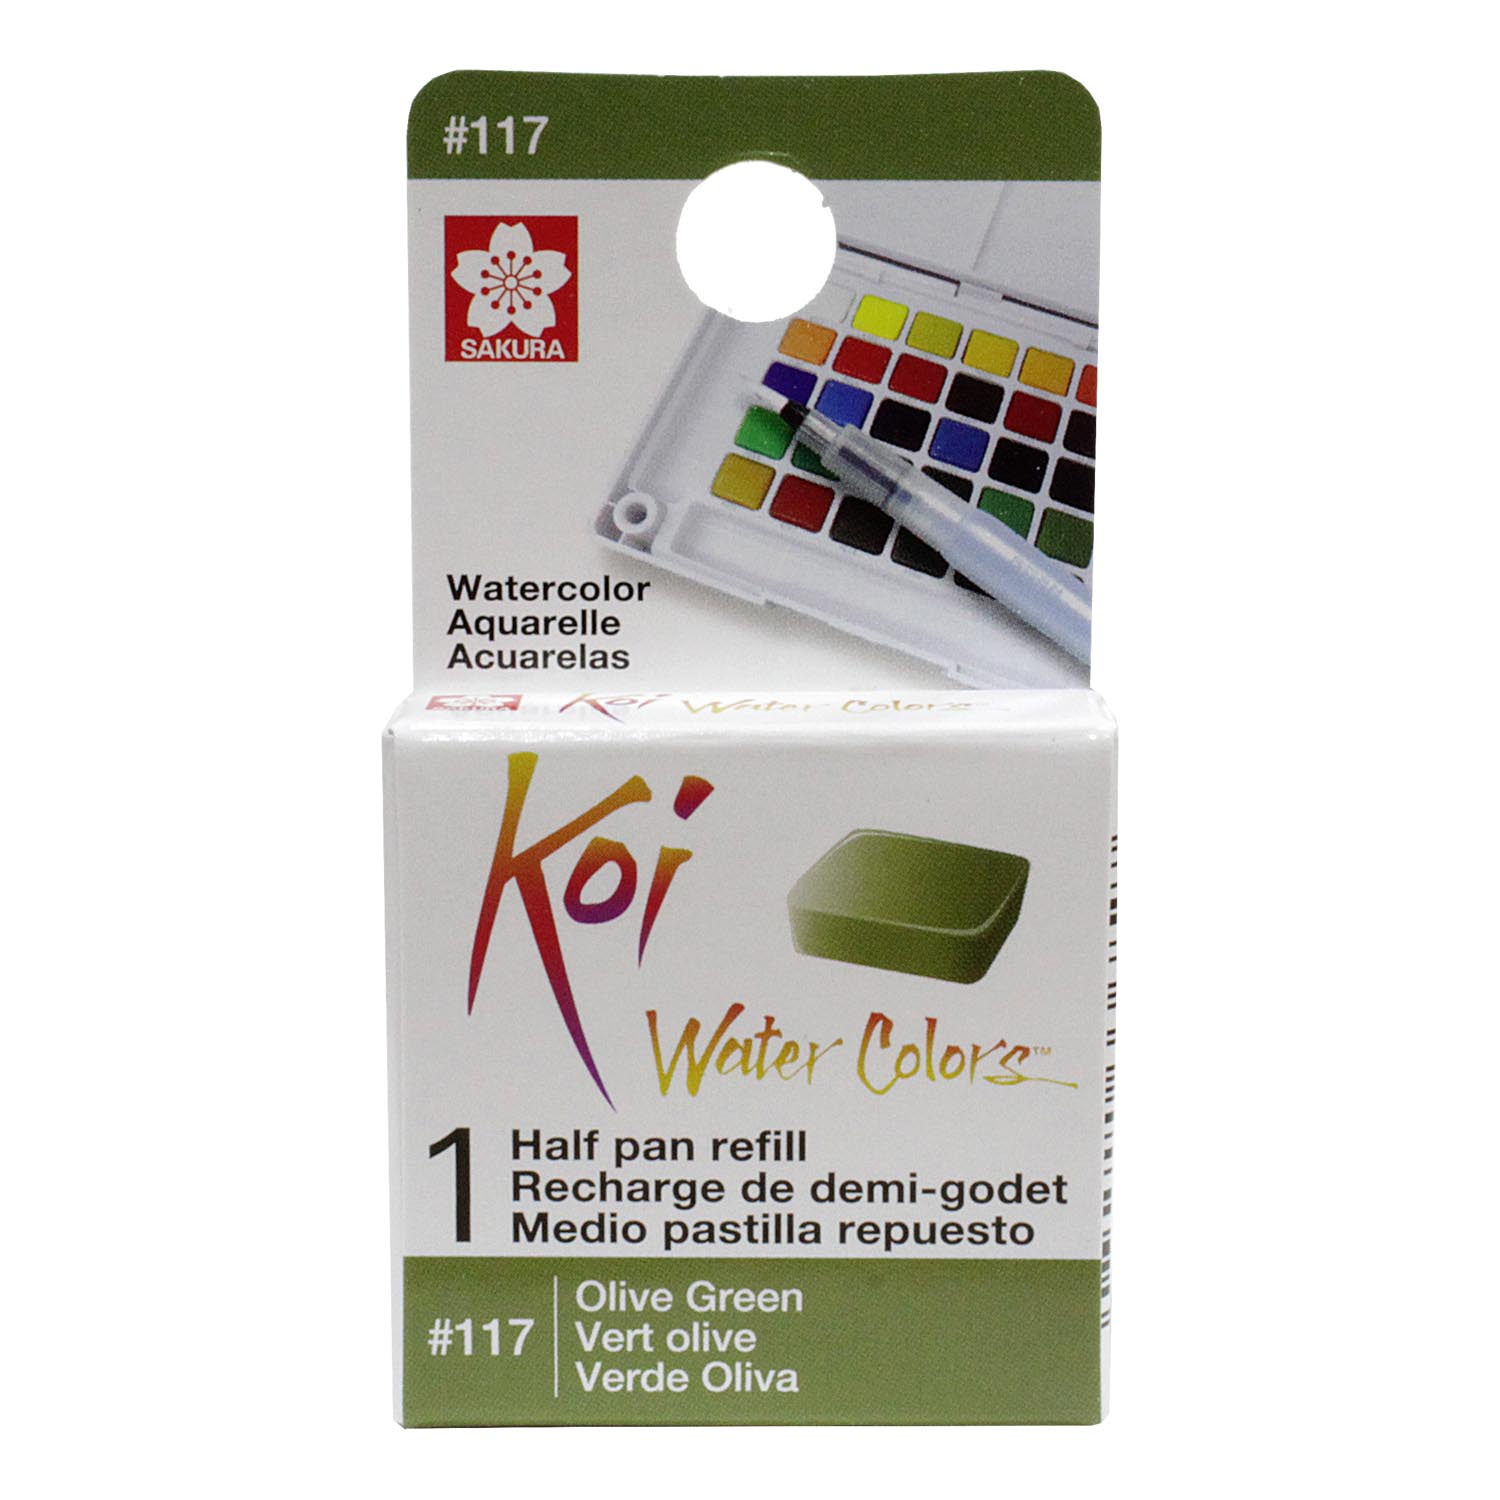 #117
SAKURA
Watercolor
Aquarelle
Acuarelas
SAKURA Koi Water Colors
Koi
Water Colors™
1 Half pan refill
Recharge de demi-godet
Medio pastilla repuesto
#117
Olive Green
Vert olive
Verde Oliva